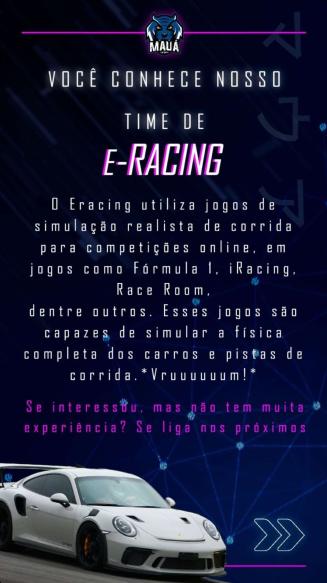 MAUÁ
VOCÊ CONHECE NOSSO
TIME DE
E-RACING
O Eracing utiliza jogos de
simulação realista de corrida
para competições online, em
jogos como Fórmula 1, iRacing,
Race Room,
dentre outros. Esses jogos são
capazes de simular a física
completa dos carros e pistas de
corrida.*Vruuuuuum!*
Se interessou, mas não tem muita
experiência? Se liga nos próximos